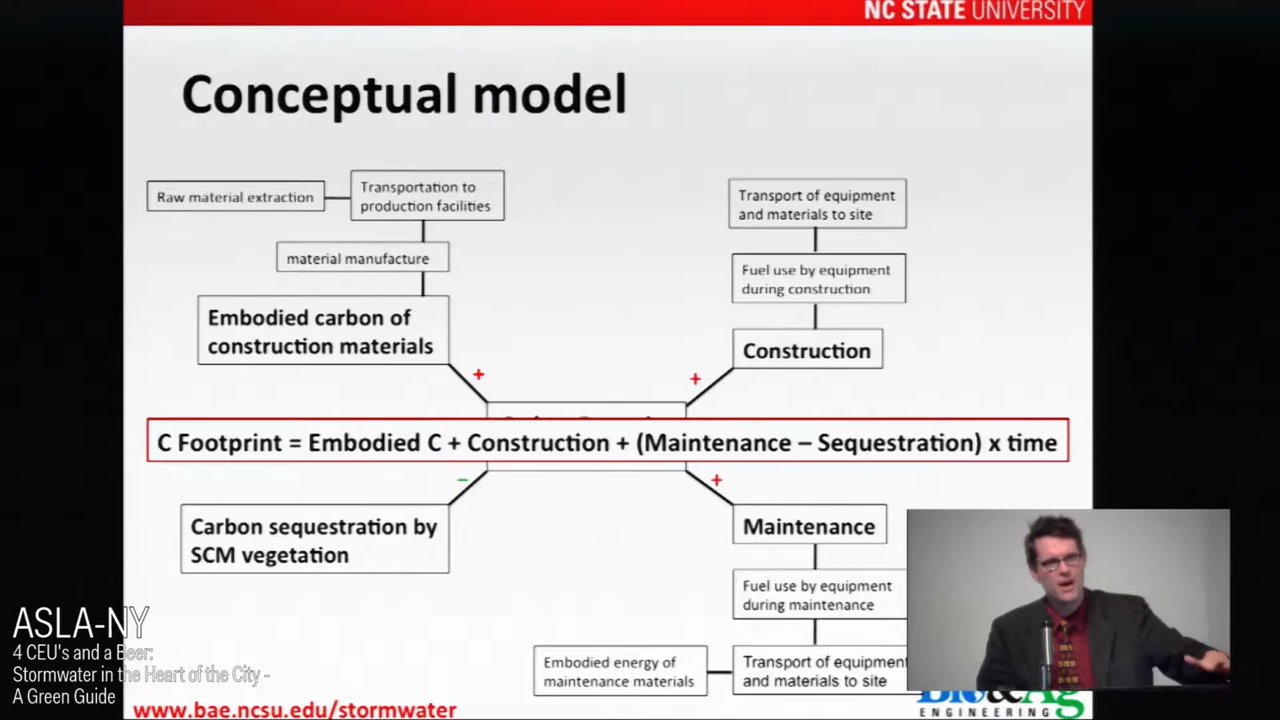 NC STATE UNIVERSITY
Conceptual model
Raw material extraction
Transportation to
production facilities
material manufacture
Embodied carbon of
construction materials
Transport of equipment
and materials to site
Fuel use by equipment
during construction
Construction
+
+
C Footprint = Embodied C + Construction + (Maintenance – Sequestration) x time
–
+
Carbon sequestration by
SCM vegetation
Maintenance
Fuel use by equipment
during maintenance
Embodied energy of
maintenance materials
Transport of equipment
and materials to site
ASLA-NY
4 CEU's and a Beer:
Stormwater in the Heart of the City -
A Green Guide
www.bae.ncsu.edu/stormwater
Bio&Ag
ENGINEERING